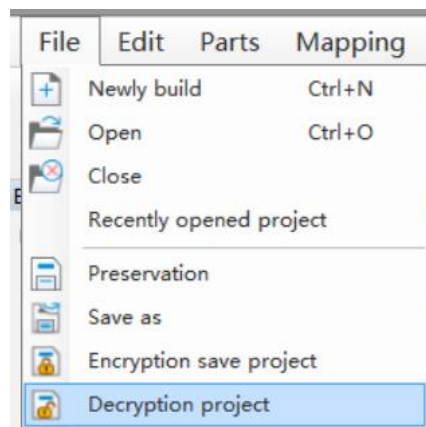 File Edit Parts Mapping
Newly build Ctrl+N
Open Ctrl+O
Close
Recently opened project
Preservation
Save as
Encryption save project
Decryption project